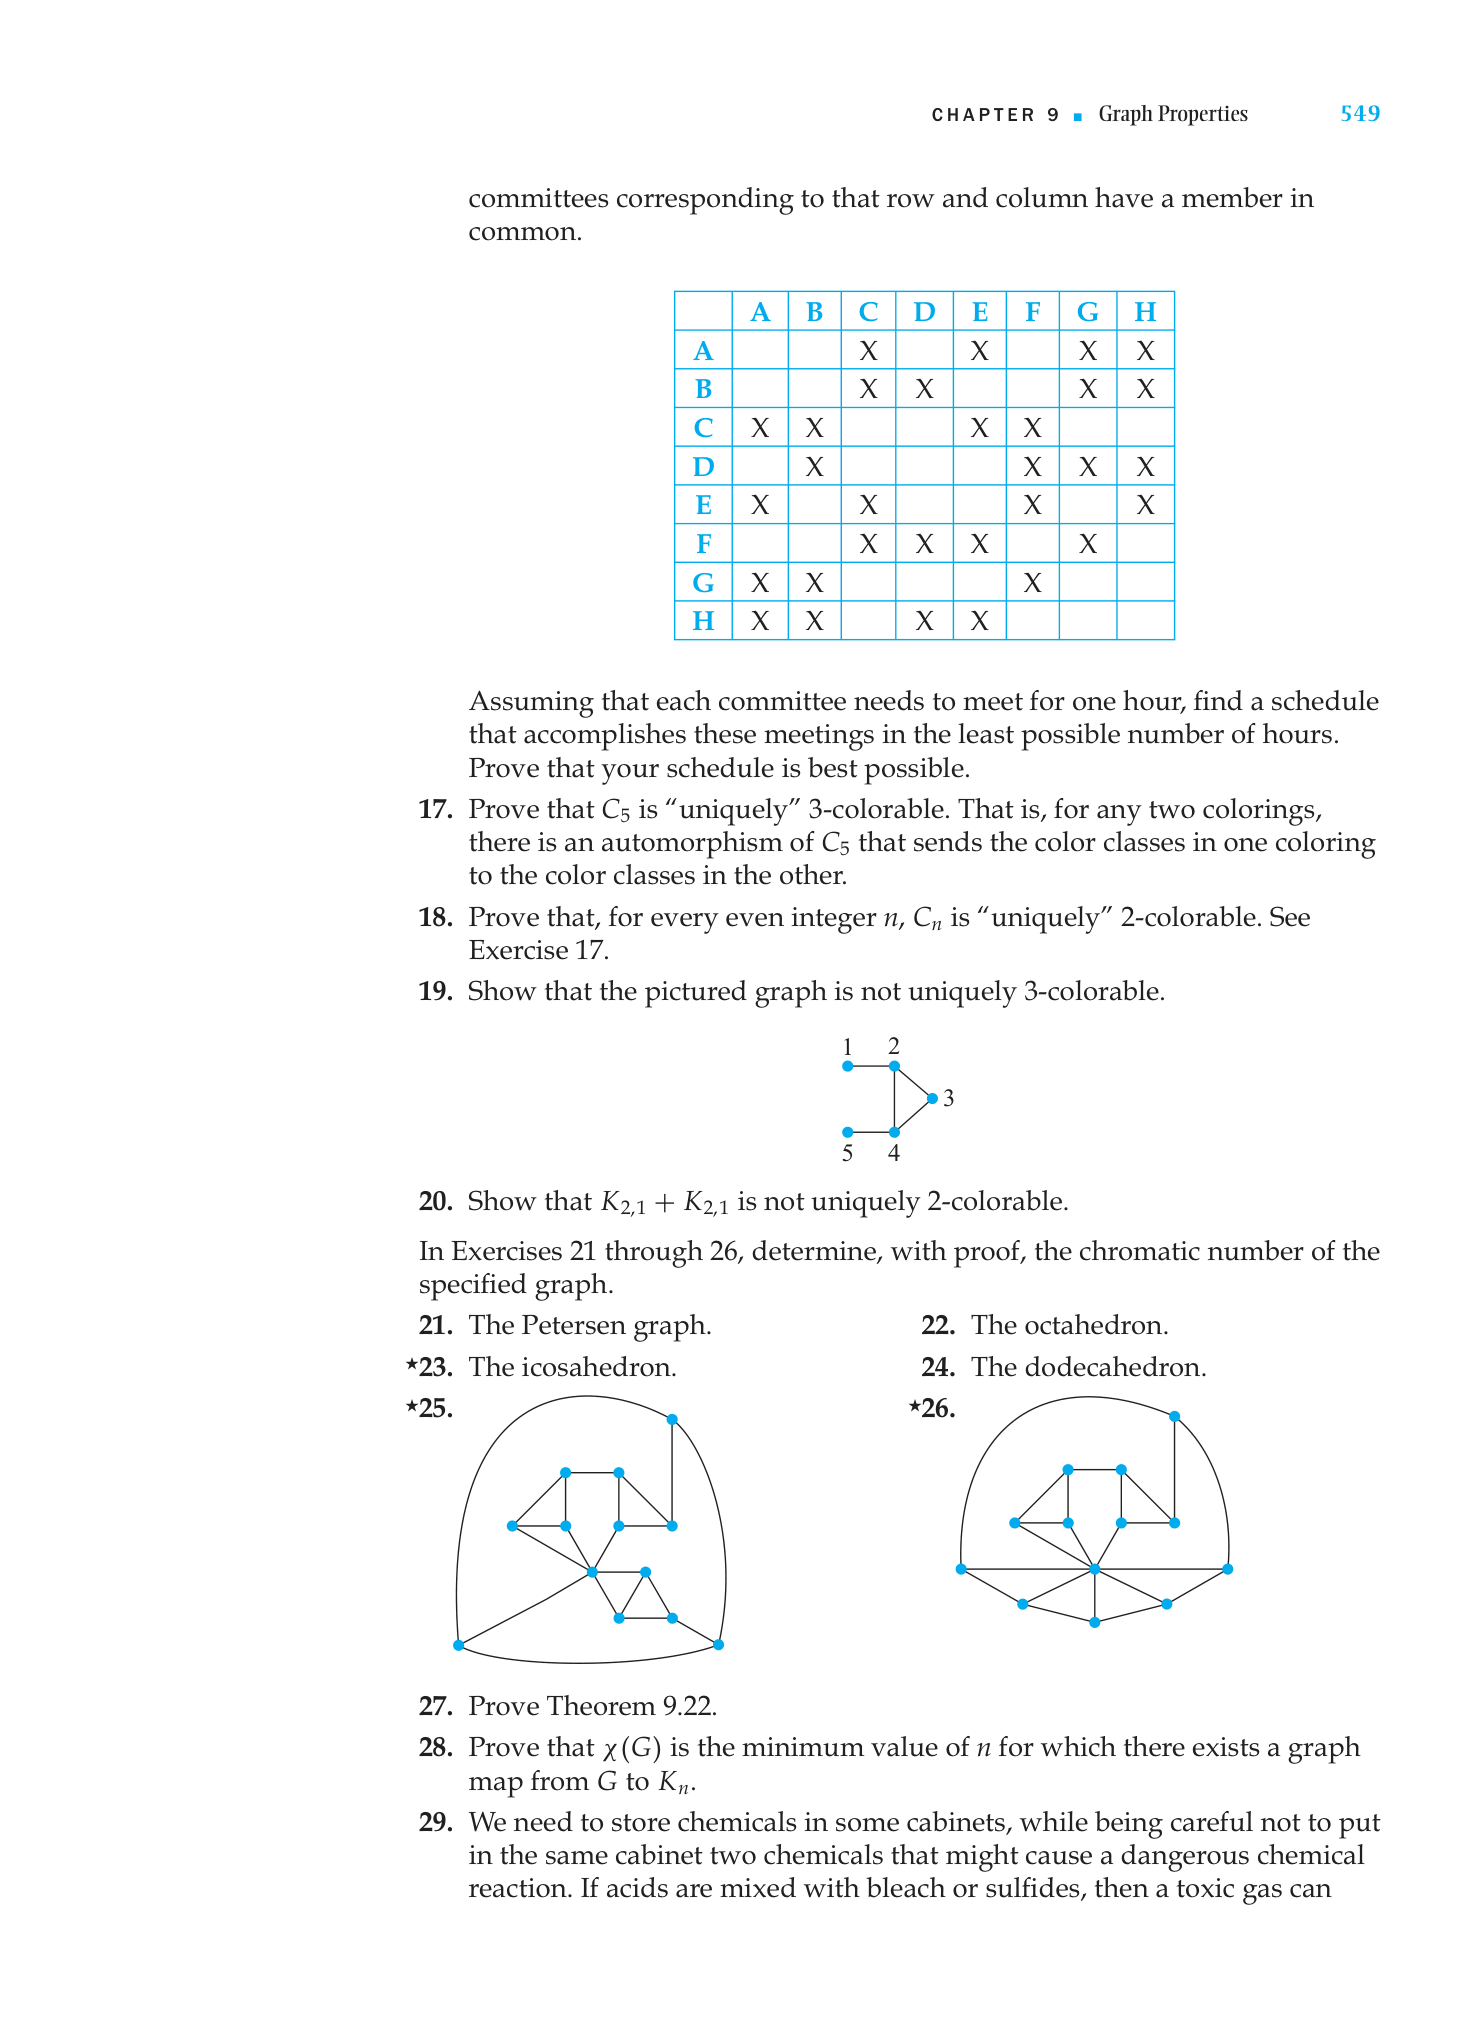 CHAPTER 9 ■ Graph Properties 549
committees corresponding to that row and column have a member in
common.
A B C D E F G H
A X X X X
B X X X X
C X X X X
D X X X X
E X X X X
F X X X X
G X X X
H X X X X
Assuming that each committee needs to meet for one hour, find a schedule
that accomplishes these meetings in the least possible number of hours.
Prove that your schedule is best possible.
17. Prove that C5 is “uniquely” 3-colorable. That is, for any two colorings,
there is an automorphism of C5 that sends the color classes in one coloring
to the color classes in the other.
18. Prove that, for every even integer n, Cn is “uniquely” 2-colorable. See
Exercise 17.
19. Show that the pictured graph is not uniquely 3-colorable.
1 2
3
5 4
20. Show that K2,1 + K2,1 is not uniquely 2-colorable.
In Exercises 21 through 26, determine, with proof, the chromatic number of the
specified graph.
21. The Petersen graph. 22. The octahedron.
★23. The icosahedron. 24. The dodecahedron.
★25. ★26.
27. Prove Theorem 9.22.
28. Prove that χ(G) is the minimum value of n for which there exists a graph
map from G to Kn.
29. We need to store chemicals in some cabinets, while being careful not to put
in the same cabinet two chemicals that might cause a dangerous chemical
reaction. If acids are mixed with bleach or sulfides, then a toxic gas can